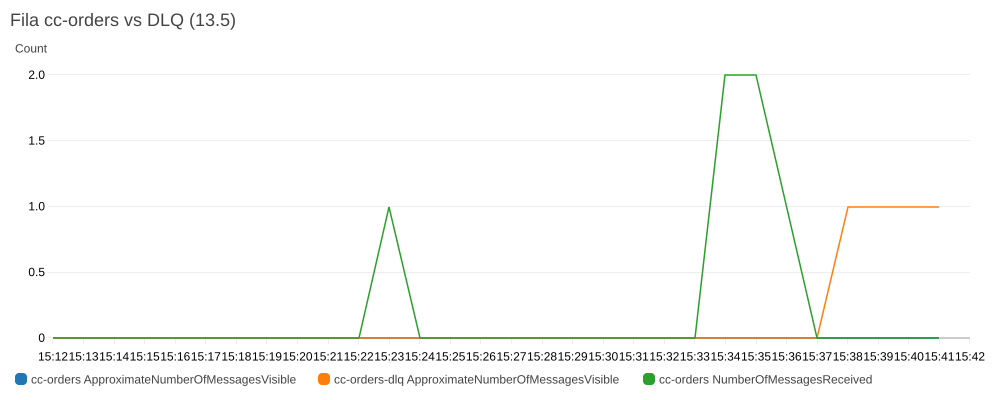 Fila cc-orders vs DLQ (13.5)
Count
2.0
1.5
1.0
0.5
0
15:12 15:13 15:14 15:15 15:16 15:17 15:18 15:19 15:20 15:21 15:22 15:23 15:24 15:25 15:26 15:27 15:28 15:29 15:30 15:31 15:32 15:33 15:34 15:35 15:36 15:37 15:38 15:39 15:40 15:41 15:42
cc-orders ApproximateNumberOfMessagesVisible cc-orders-dlq ApproximateNumberOfMessagesVisible cc-orders NumberOfMessagesReceived